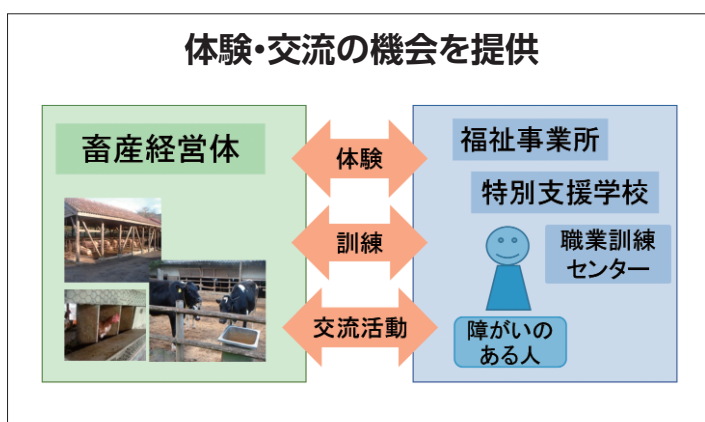 体験・交流の機会を提供
畜産経営体
体験
訓練
交流活動
福祉事業所
特別支援学校
職業訓練
センター
障がいの
ある人